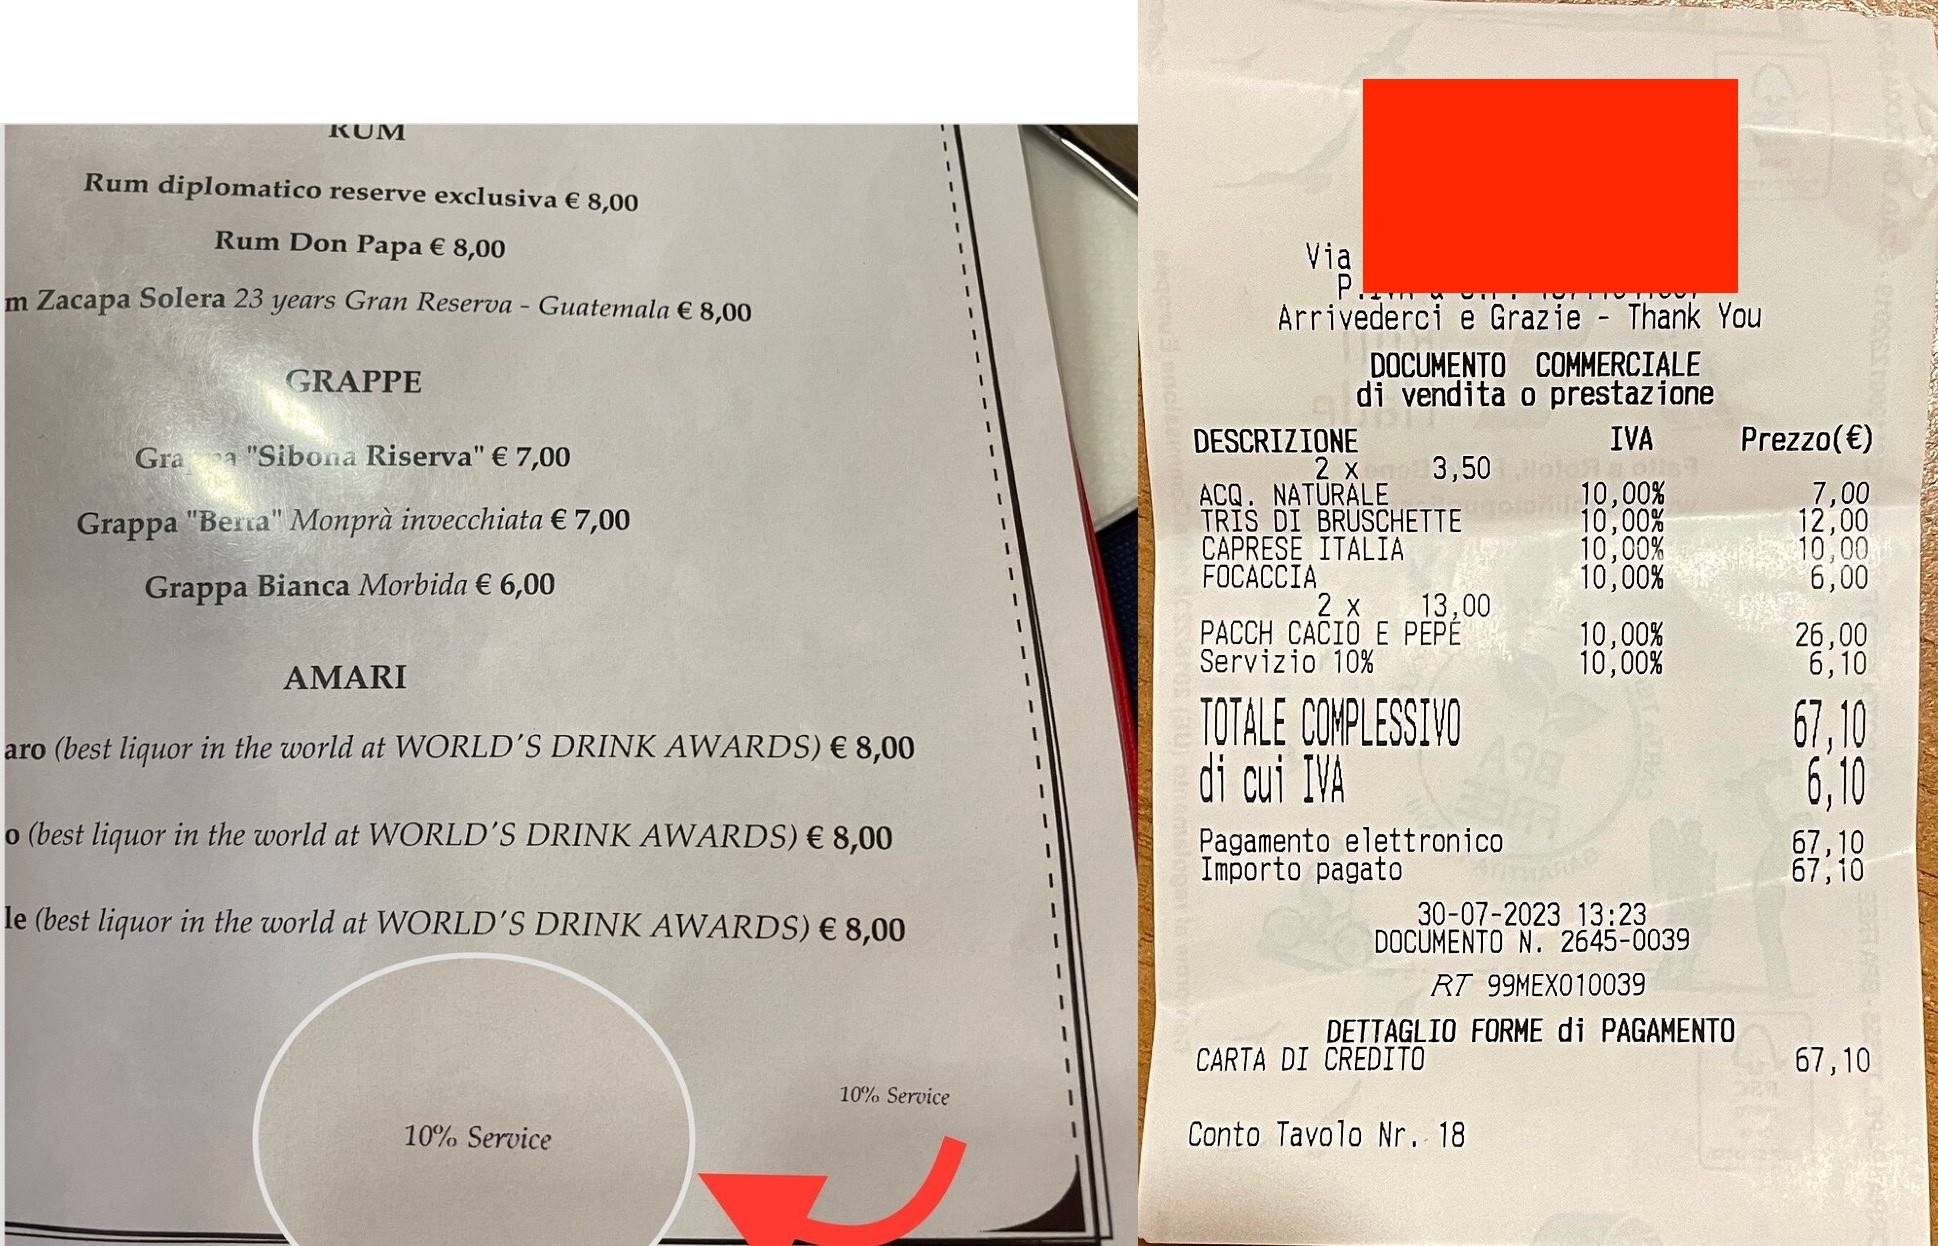 RUM
Rum diplomatico reserve exclusiva € 8,00
Rum Don Papa € 8,00
m Zacapa Solera 23 years Gran Reserva - Guatemala € 8,00
GRAPPE
"Sibona Riserva" € 7,00
Grappa "Berta" Monprà invecchiata € 7,00
Grappa Bianca Morbida € 6,00
AMARI
aro (best liquor in the world at WORLD'S DRINK AWARDS) € 8,00
o (best liquor in the world at WORLD'S DRINK AWARDS) € 8,00
le (best liquor in the world at WORLD'S DRINK AWARDS) € 8,00
10% Service
10% Service
Via
Arrivederci e Grazie - Thank You
DOCUMENTO COMMERCIALE
di vendita o prestazione
DESCRIZIONE IVA Prezzo(€)
2 x 3,50
ACQ. NATURALE 10,00% 7,00
TRIS DI BRUSCHETTE 10,00% 12,00
CAPRESE ITALIA 10,00% 10,00
FOCACCIA 10,00% 6,00
2 x 13,00
PACCH CACIO E PEPE 10,00% 26,00
Servizio 10% 10,00% 6,10
TOTALE COMPLESSIVO 67,10
di cui IVA 6,10
Pagamento elettronico 67,10
Importo pagato 67,10
30-07-2023 13:23
DOCUMENTO N. 2645-0039
RT 99MEX010039
DETTAGLIO FORME di PAGAMENTO
CARTA DI CREDITO 67,10
Conto Tavolo Nr. 18